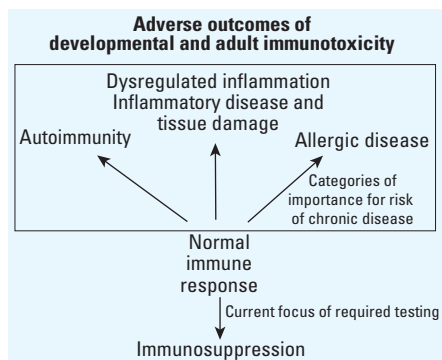 Adverse outcomes of
developmental and adult immunotoxicity
Dysregulated inflammation
Inflammatory disease and
tissue damage
Autoimmunity
Allergic disease
Categories of
importance for risk
of chronic disease
Normal
immune
response
Current focus of required testing
Immunosuppression